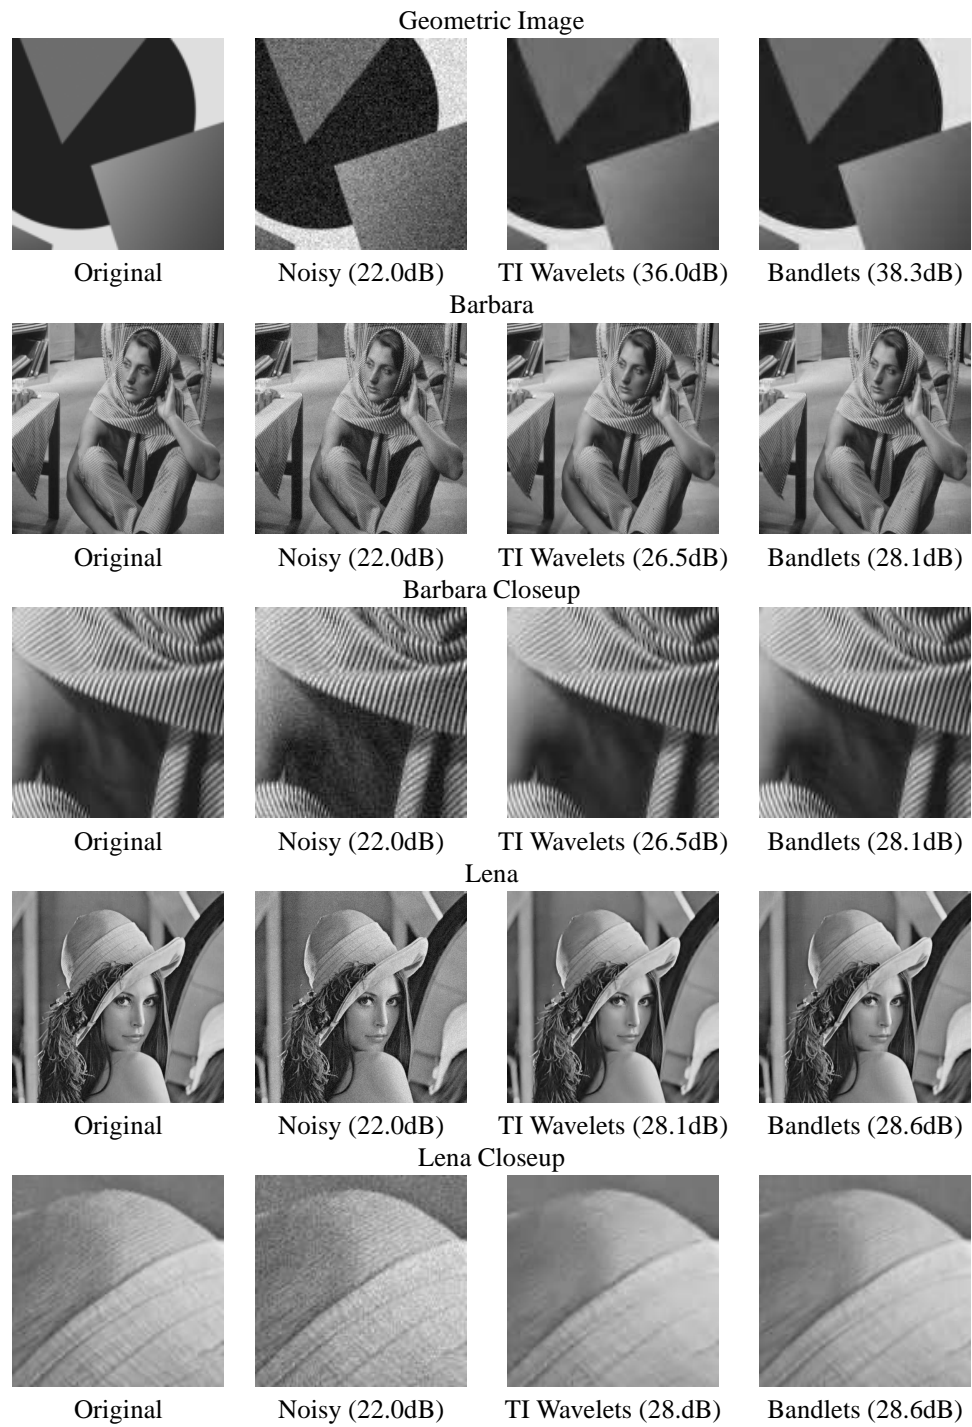 Geometric Image
Original Noisy (22.0dB) TI Wavelets (36.0dB) Bandlets (38.3dB)
Barbara
Original Noisy (22.0dB) TI Wavelets (26.5dB) Bandlets (28.1dB)
Barbara Closeup
Original Noisy (22.0dB) TI Wavelets (26.5dB) Bandlets (28.1dB)
Lena
Original Noisy (22.0dB) TI Wavelets (28.1dB) Bandlets (28.6dB)
Lena Closeup
Original Noisy (22.0dB) TI Wavelets (28.dB) Bandlets (28.6dB)